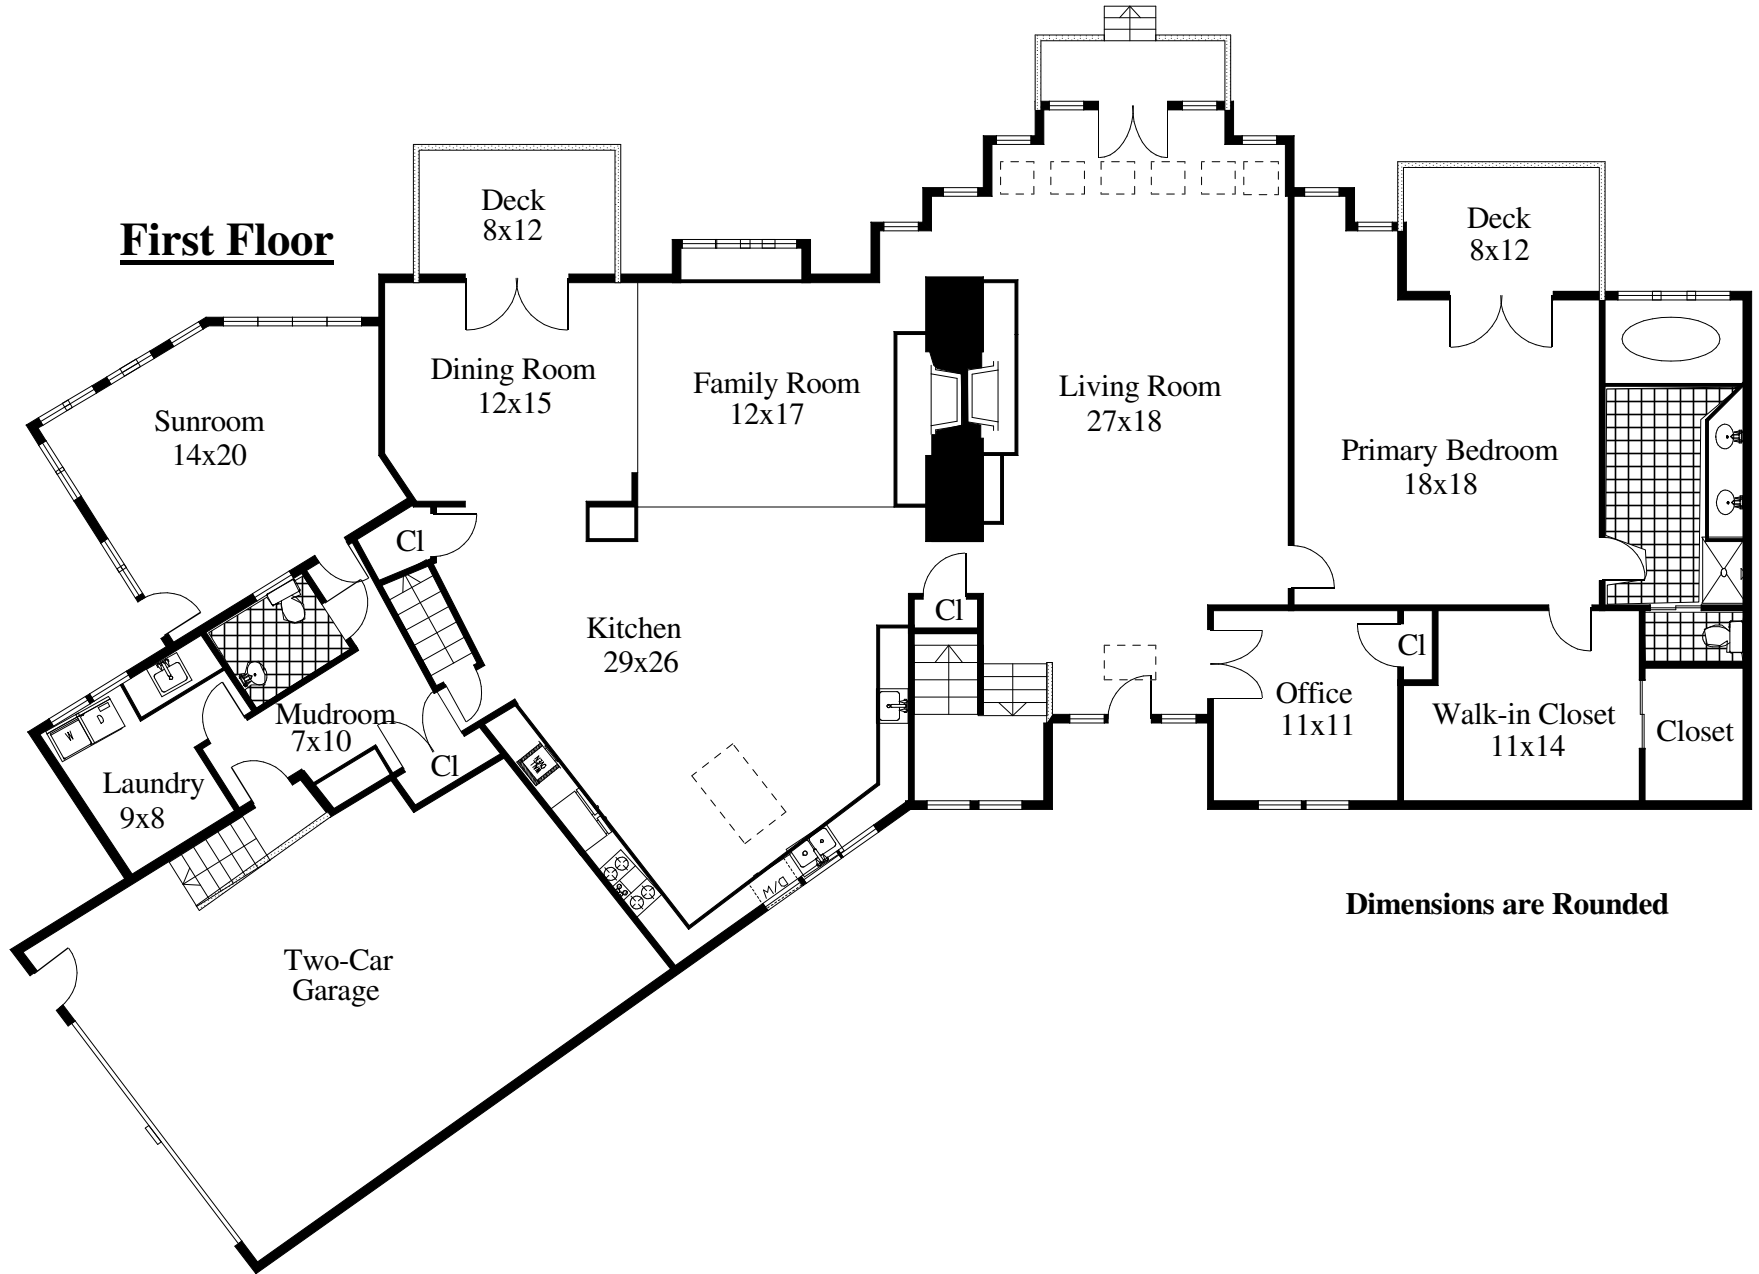 First Floor
Deck
8x12
Deck
8x12
Sunroom
14x20
Dining Room
12x15
Family Room
12x17
Living Room
27x18
Primary Bedroom
18x18
Cl
Cl
Kitchen
29x26
Cl
Office
11x11
Walk-in Closet
11x14
Closet
Mudroom
7x10
Cl
W
D
Laundry
9x8
D/W
Two-Car
Garage
Dimensions are Rounded